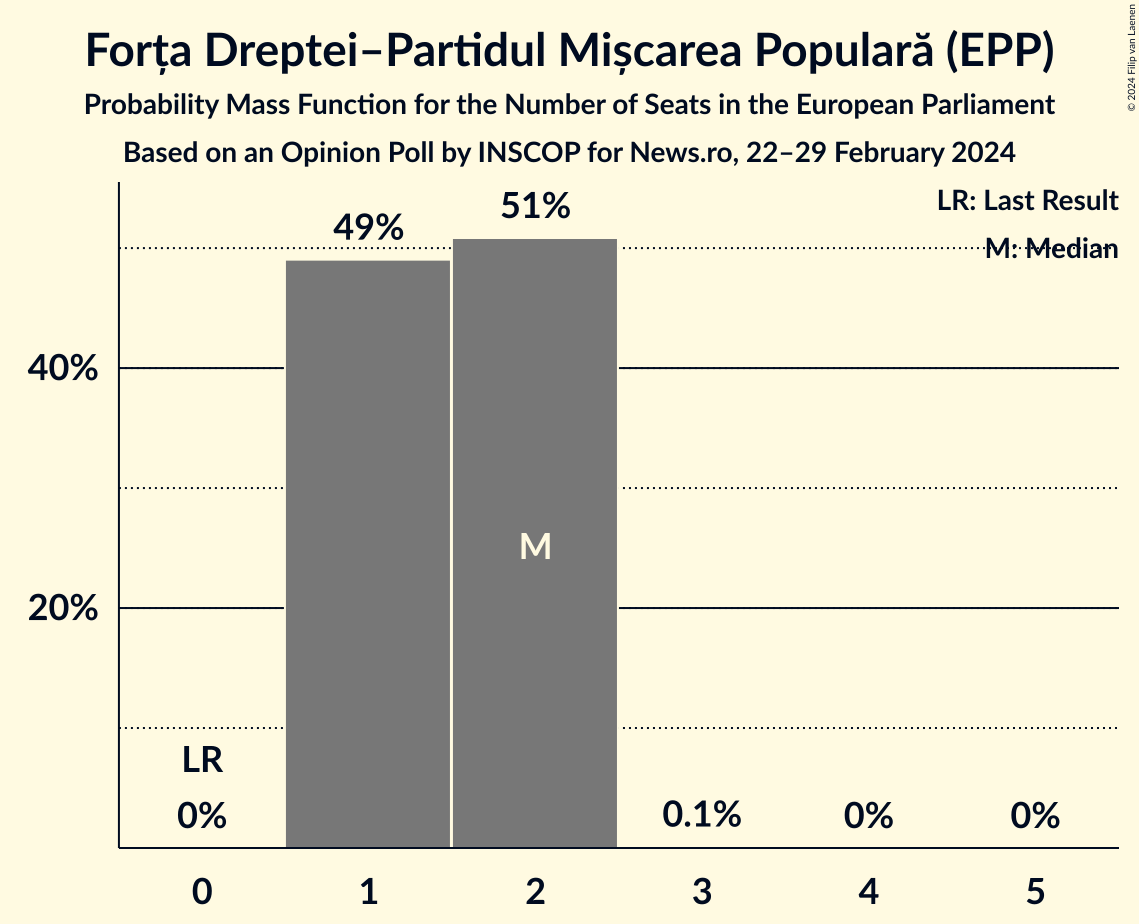 Forța Dreptei–Partidul Mișcarea Populară (EPP)
Probability Mass Function for the Number of Seats in the European Parliament
Based on an Opinion Poll by INSCOP for News.ro, 22–29 February 2024
© 2024 Filip van Laenen
LR: Last Result
M: Median
49%
51%
40%
20%
M
LR
0%
0.1%
0%
0%
0
1
2
3
4
5